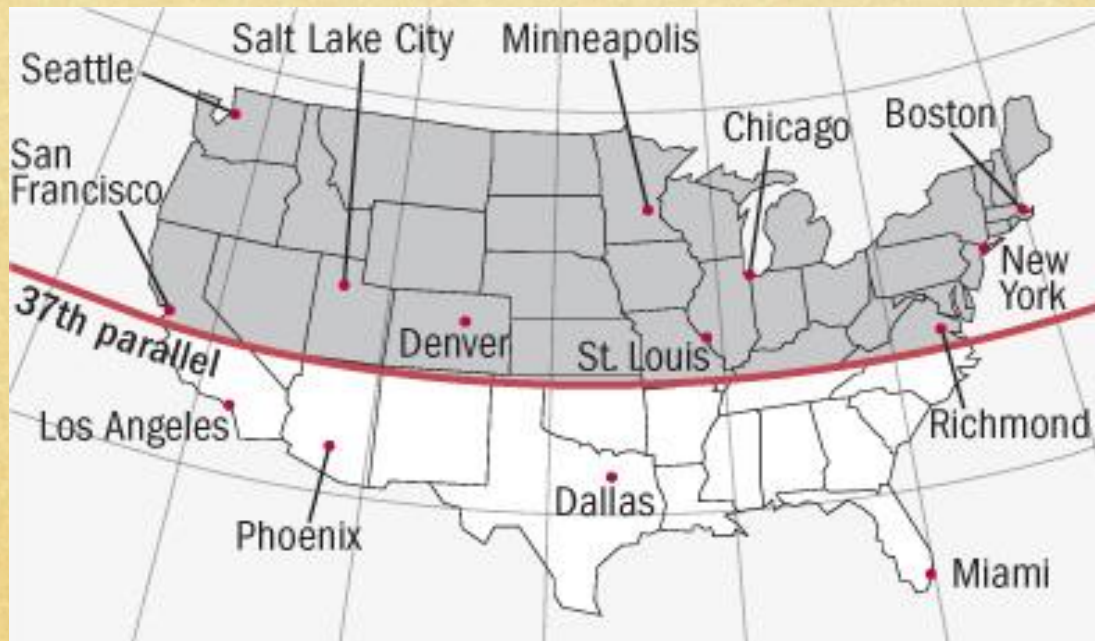 Salt Lake City
Minneapolis
Seattle
Chicago
Boston
San
Francisco
New
York
37th parallel
Denver
St. Louis
Los Angeles
Richmond
Dallas
Phoenix
Miami